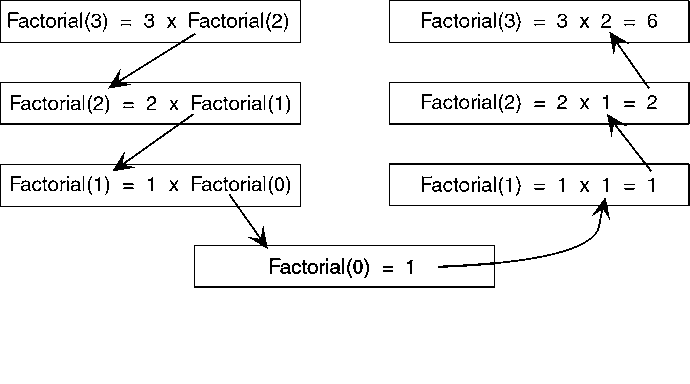 Factorial(3) = 3 x Factorial(2)
Factorial(2) = 2 x Factorial(1)
Factorial(1) = 1 x Factorial(0)
Factorial(0) = 1
Factorial(1) = 1 x 1 = 1
Factorial(2) = 2 x 1 = 2
Factorial(3) = 3 x 2 = 6